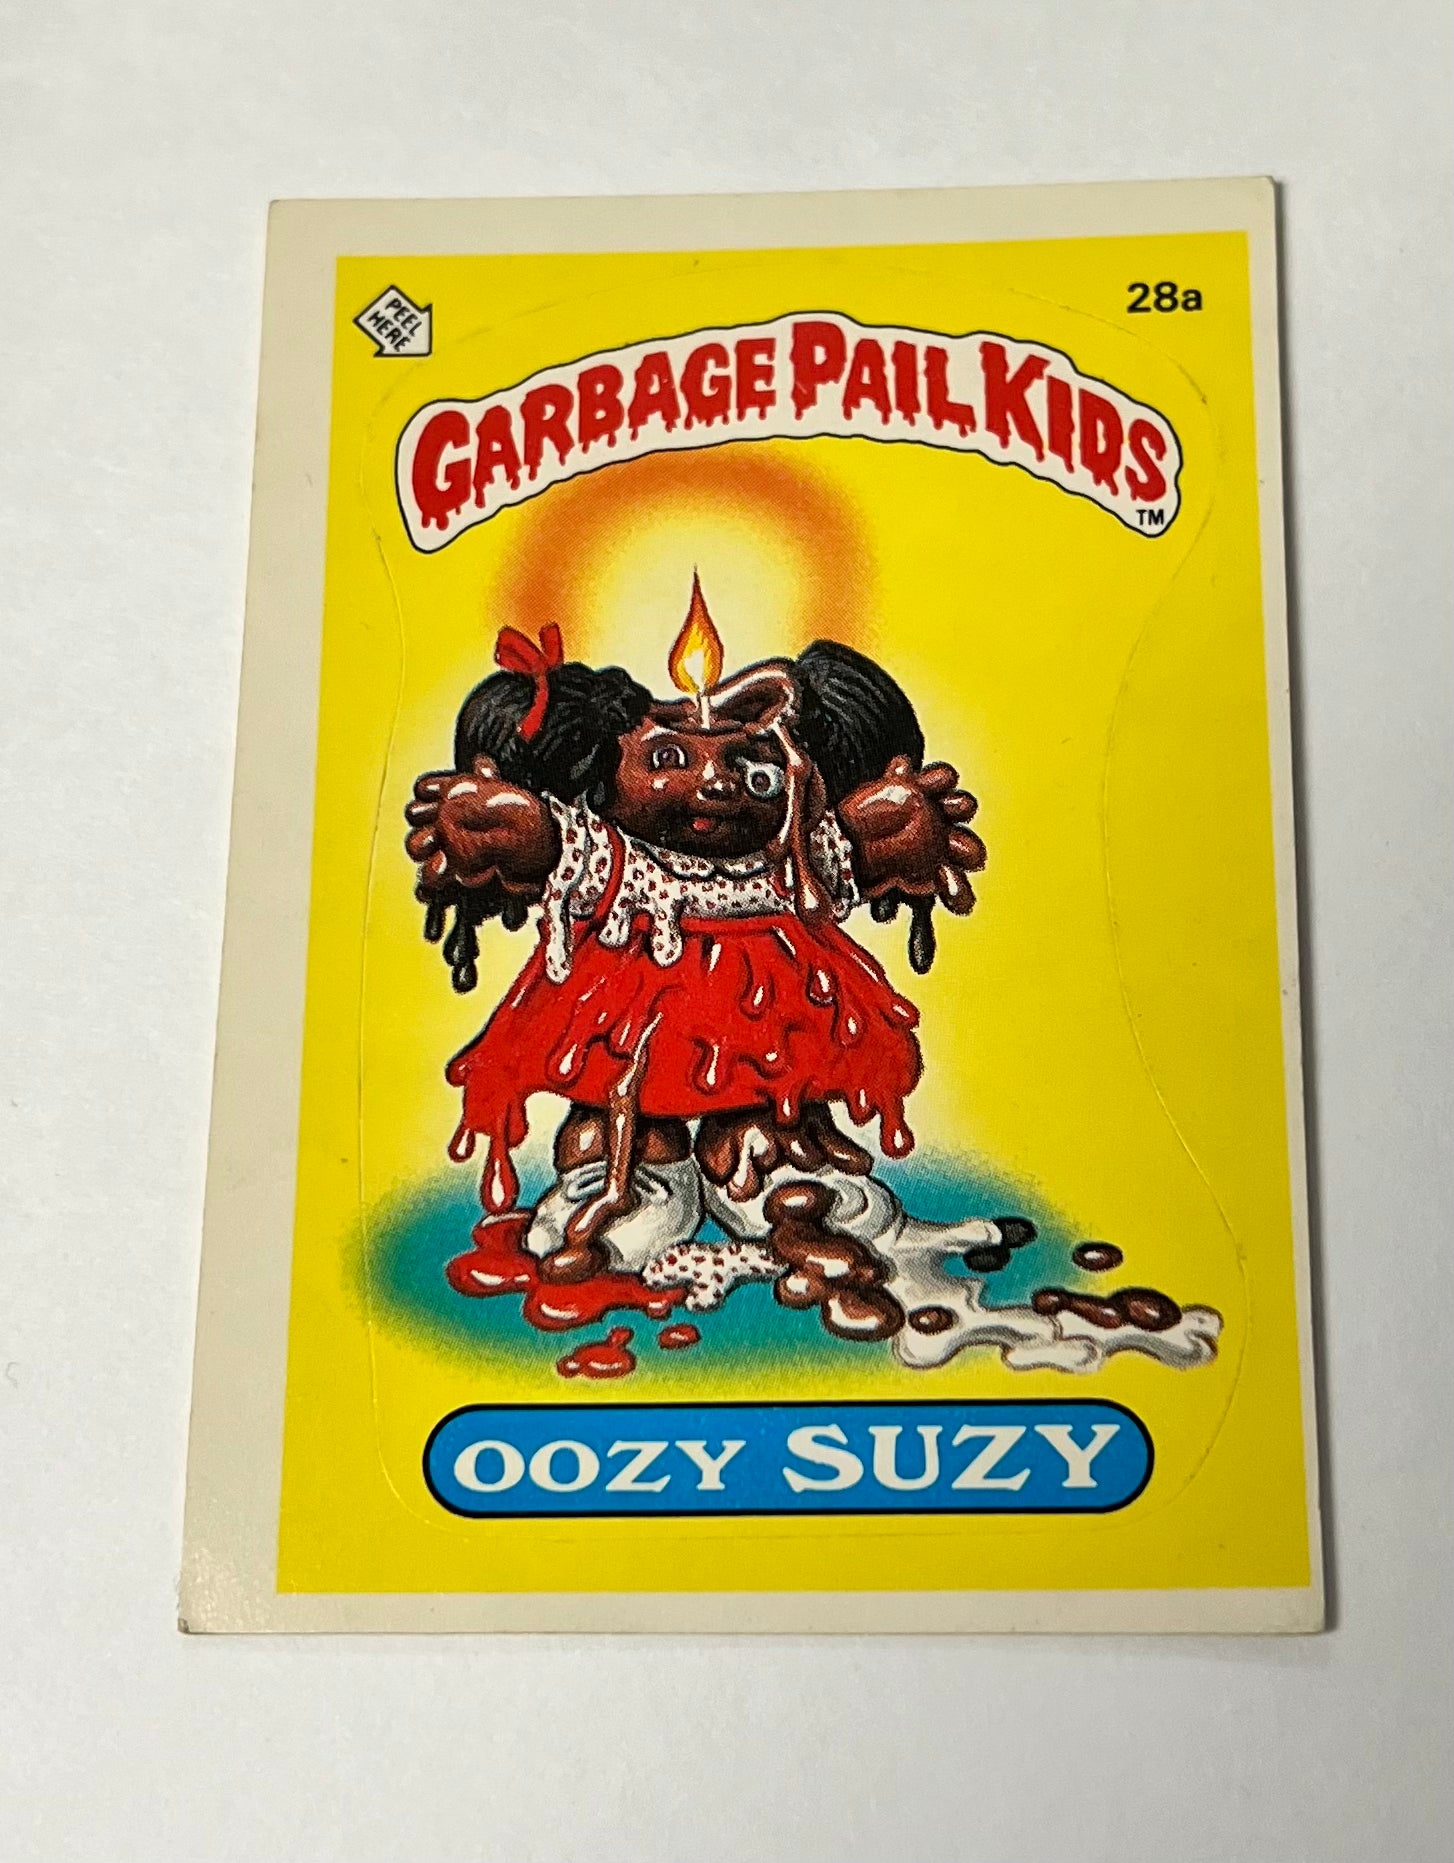 PEEL
HERE
28a
GARBAGE PAIL KIDS
TM
OOZY SUZY